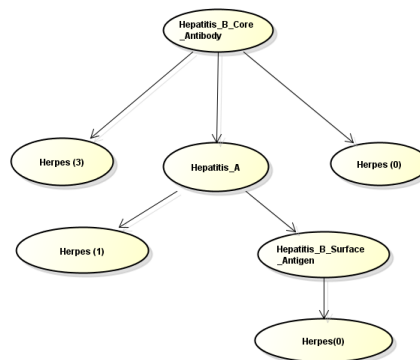 Hepatitis_B_Core
_Antibody
Herpes (3)
Hepatitis_A
Herpes (0)
Herpes (1)
Hepatitis_B_Surface
_Antigen
Herpes(0)